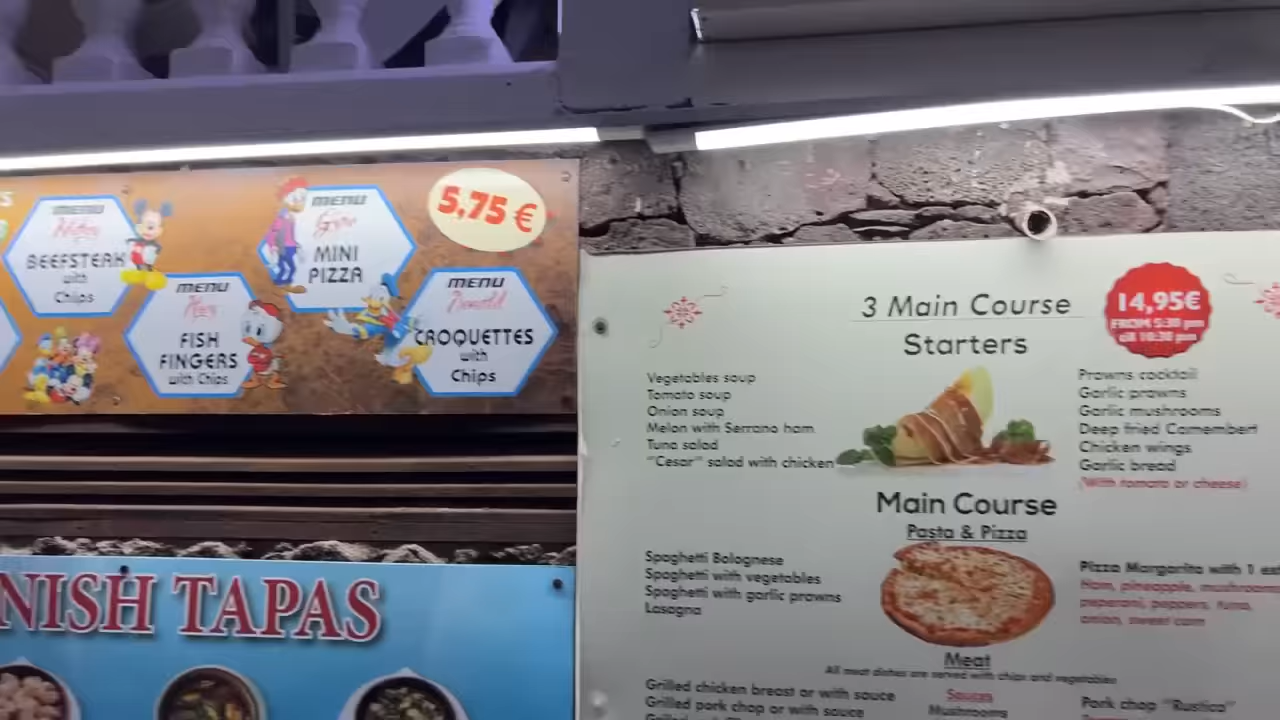 MENU
BEEFSTEAK
with
Chips
MENU
FISH
FINGERS
with Chips
MENU
MINI
PIZZA
5,75 €
MENU
Donald
CROQUETTES
with
Chips
NISH TAPAS
3 Main Course
14,95€
FROM 5:30 pm
till 10:30 pm
Starters
Vegetables soup
Tomato soup
Onion soup
Melon with Serrano ham
Tuna salad
"Cesar" salad with chicken
Prawns cocktail
Garlic prawns
Garlic mushrooms
Deep fried Camembert
Chicken wings
Garlic bread
(With tomato or cheese)
Main Course
Pasta & Pizza
Spaghetti Bolognese
Spaghetti with vegetables
Spaghetti with garlic prawns
Lasagna
Pizza Margarita with 1 ext
Ham, pineapple, mushrooms
peperoni, peppers, tuna,
onion, sweet corn
Meat
All meat dishes are served with chips and vegetables
Grilled chicken breast or with sauce
Grilled pork chop or with sauce
Sauces
Mushrooms
Pork chop "Rustica"